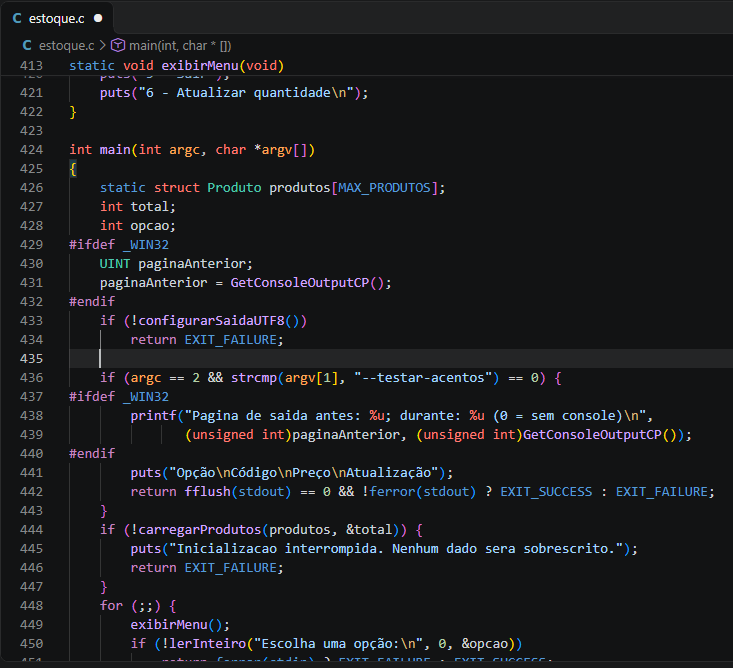 C estoque.c ●
C estoque.c > main(int, char * [])
413 static void exibirMenu(void)
421         puts("6 - Atualizar quantidade\n");
422 }
423
424 int main(int argc, char *argv[])
425 {
426     static struct Produto produtos[MAX_PRODUTOS];
427     int total;
428     int opcao;
429 #ifdef _WIN32
430     UINT paginaAnterior;
431     paginaAnterior = GetConsoleOutputCP();
432 #endif
433     if (!configurarSaidaUTF8())
434         return EXIT_FAILURE;
435
436     if (argc == 2 && strcmp(argv[1], "--testar-acentos") == 0) {
437 #ifdef _WIN32
438         printf("Pagina de saida antes: %u; durante: %u (0 = sem console)\n",
439                (unsigned int)paginaAnterior, (unsigned int)GetConsoleOutputCP());
440 #endif
441         puts("Opção\nCódigo\nPreço\nAtualização");
442         return fflush(stdout) == 0 && !ferror(stdout) ? EXIT_SUCCESS : EXIT_FAILURE;
443     }
444     if (!carregarProdutos(produtos, &total)) {
445         puts("Inicializacao interrompida. Nenhum dado sera sobrescrito.");
446         return EXIT_FAILURE;
447     }
448     for (;;) {
449         exibirMenu();
450         if (!lerInteiro("Escolha uma opção:\n", 0, &opcao))